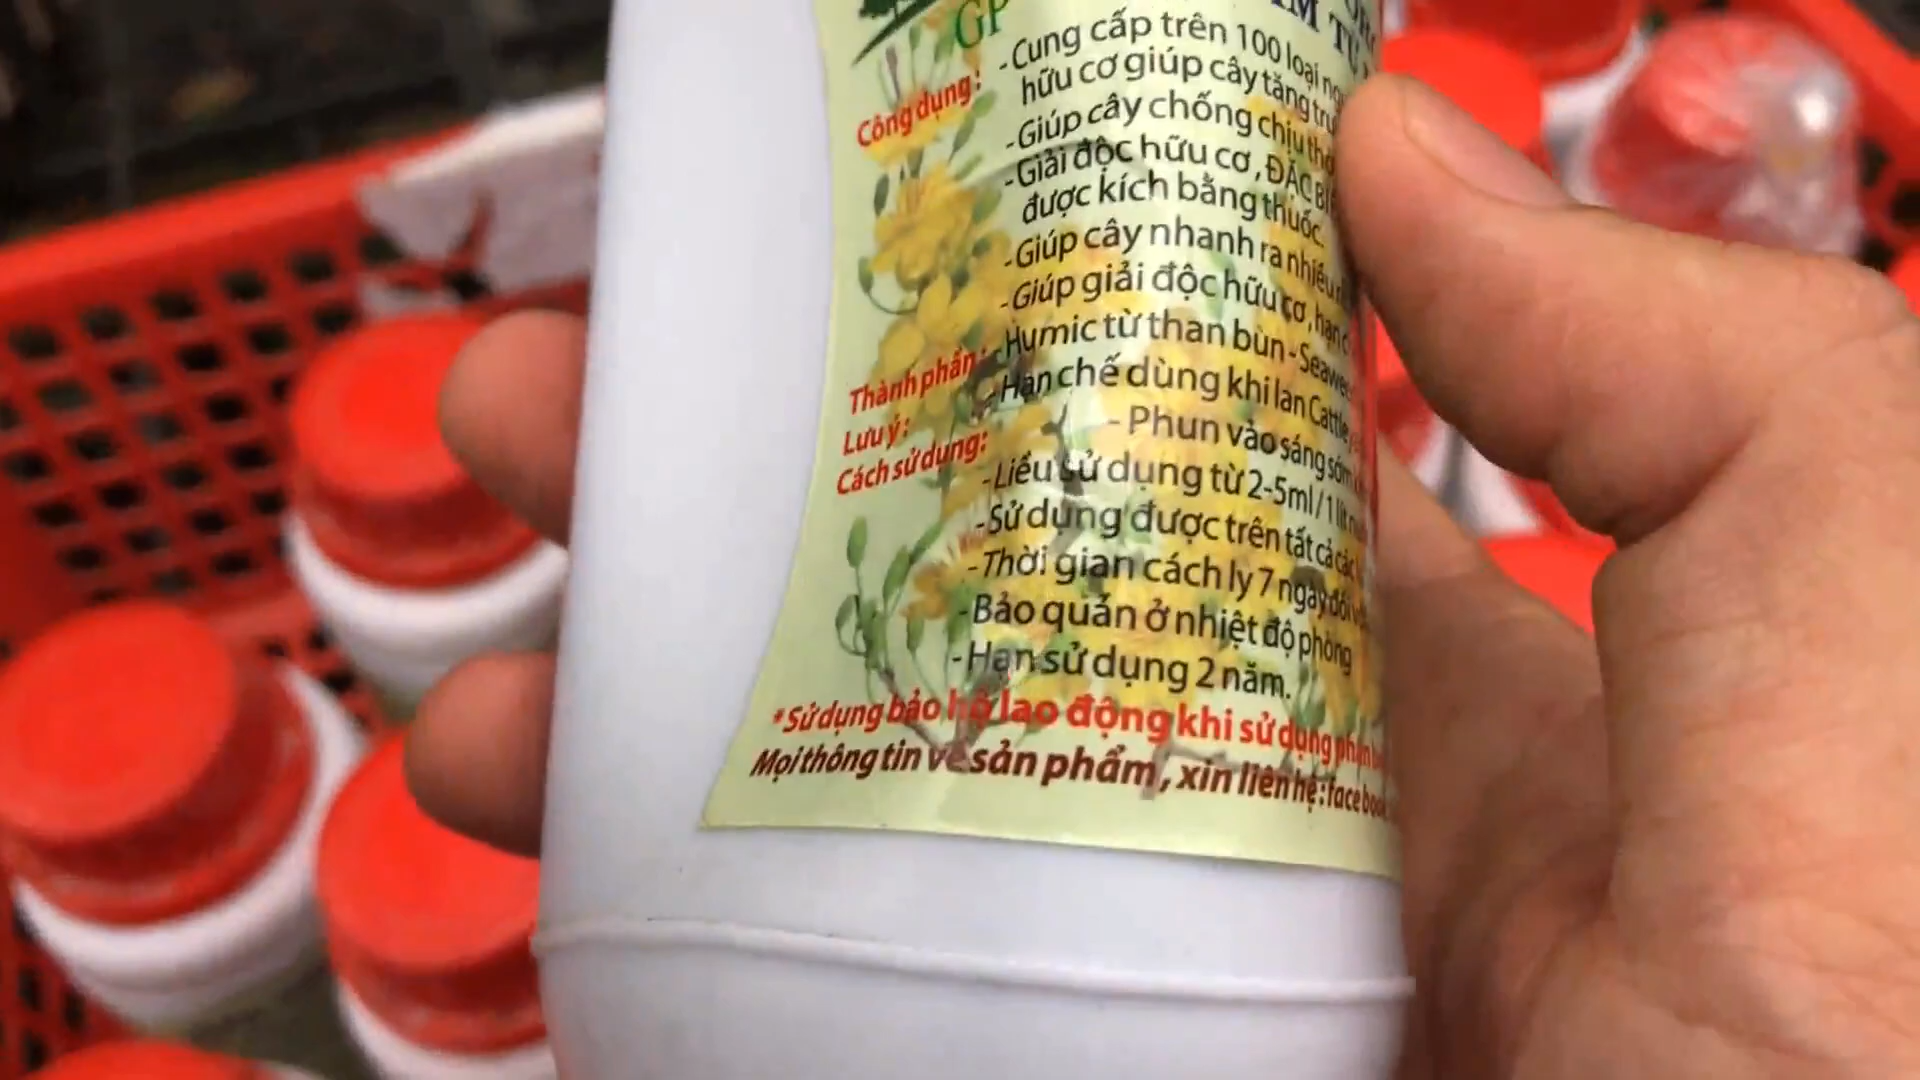 GP
- Cung cấp trên 100 loại
Công dụng:
hữu cơ giúp cây tăng
- Giúp cây chống chịu
- Giải độc hữu cơ, ĐẶC
được kích bằng thuốc.
- Giúp cây nhanh ra nhiều
- Giúp giải độc hữu cơ, hạn
Thành phần: - Humic từ than bùn -
Lưu ý: - Hạn chế dùng khi lan
Cách sử dụng: - Phun vào sáng sớm
- Liều sử dụng từ 2-5ml / 1 lít
- Sử dụng được trên tất cả
- Thời gian cách ly 7 ngày
- Bảo quản ở nhiệt độ phòng
- Hạn sử dụng 2 năm.
* Sử dụng bảo hộ lao động khi sử dụng
Mọi thông tin về sản phẩm, xin liên hệ: facebook